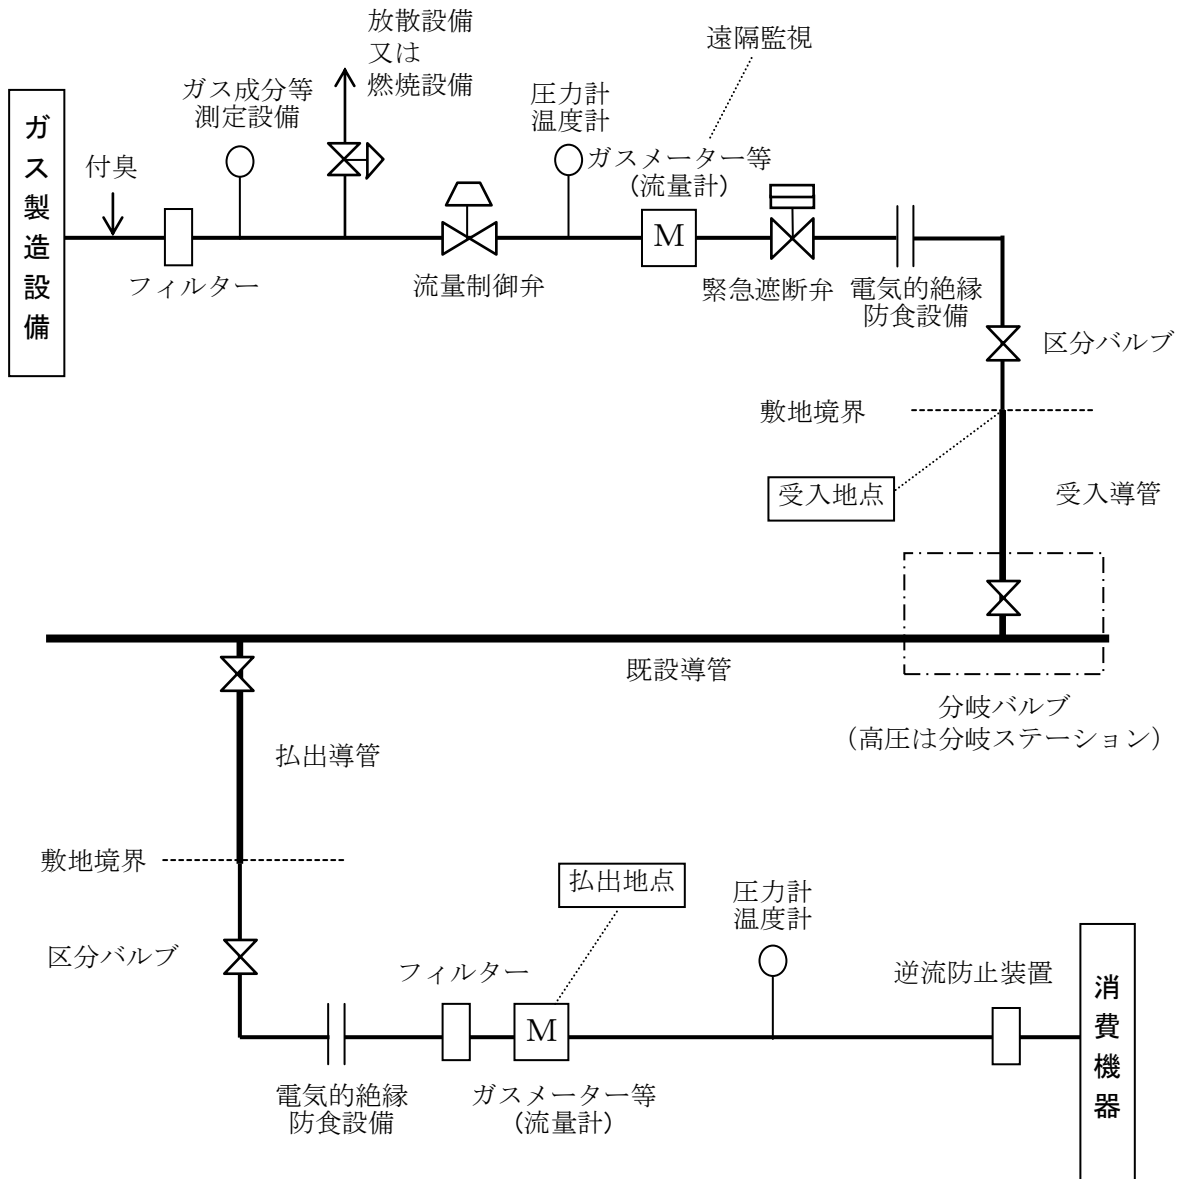 放散設備
又は
燃焼設備
遠隔監視
ガス成分等
測定設備
圧力計
温度計
ガス製造設備
付臭
ガスメーター等
(流量計)
M
フィルター
流量制御弁
緊急遮断弁
電気的絶縁
防食設備
区分バルブ
敷地境界
受入地点
受入導管
既設導管
分岐バルブ
（高圧は分岐ステーション）
払出導管
敷地境界
払出地点
圧力計
温度計
区分バルブ
フィルター
逆流防止装置
消費機器
M
電気的絶縁
防食設備
ガスメーター等
(流量計)